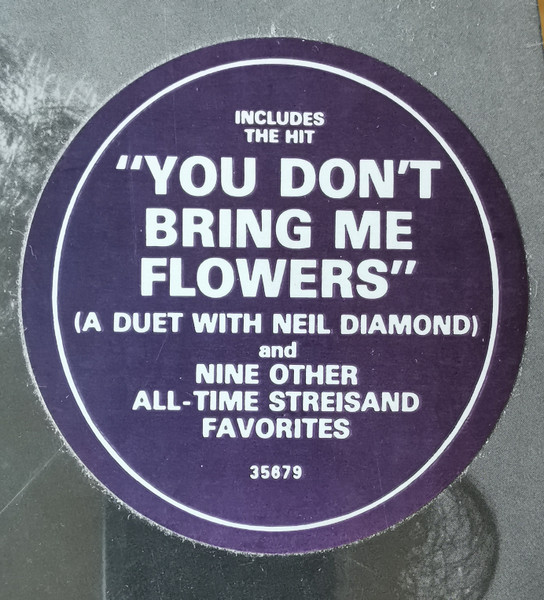 INCLUDES
THE HIT
"YOU DON'T
BRING ME
FLOWERS"
(A DUET WITH NEIL DIAMOND)
and
NINE OTHER
ALL-TIME STREISAND
FAVORITES
35679